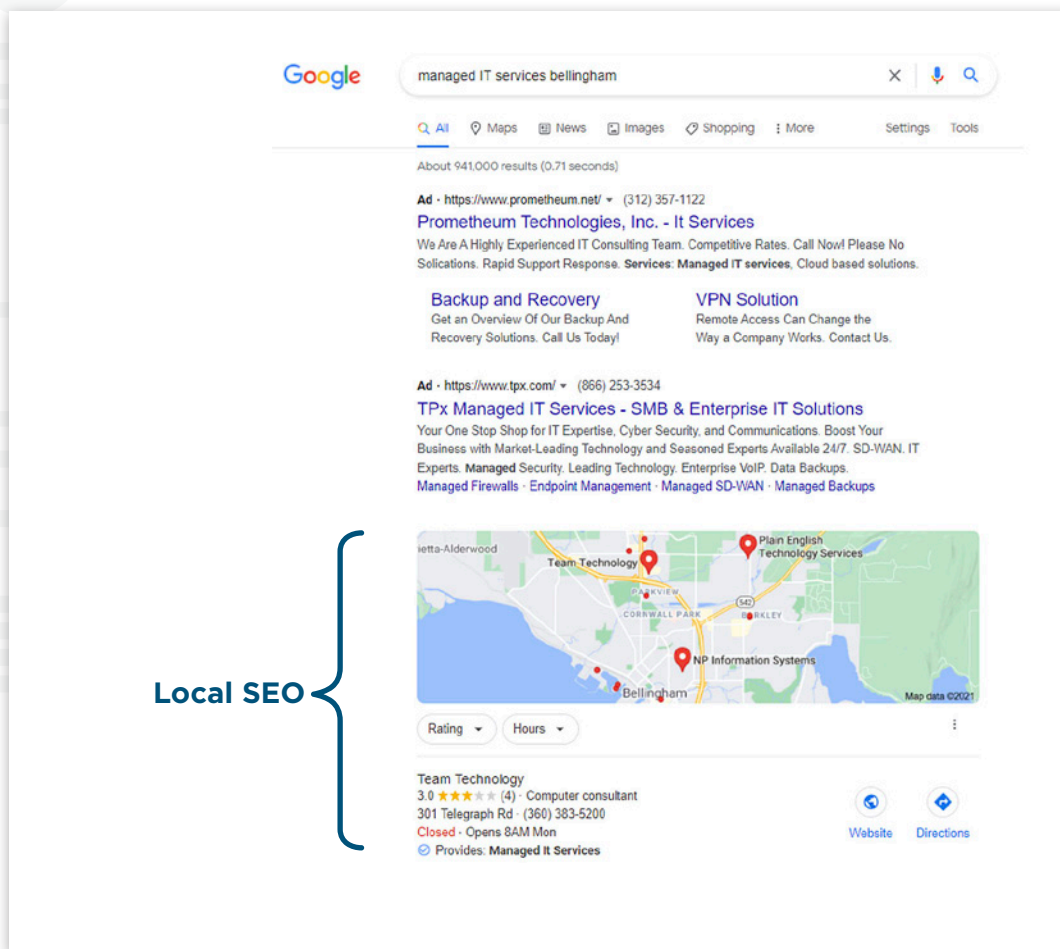 Google
managed IT services bellingham
All Maps News Images Shopping More Settings Tools
About 941,000 results (0.71 seconds)
Ad · https://www.prometheum.net/ (312) 357-1122
Prometheum Technologies, Inc. - It Services
We Are A Highly Experienced IT Consulting Team. Competitive Rates. Call Now! Please No
Solications. Rapid Support Response. Services: Managed IT services, Cloud based solutions.
Backup and Recovery
Get an Overview Of Our Backup And
Recovery Solutions. Call Us Today!
VPN Solution
Remote Access Can Change the
Way a Company Works. Contact Us.
Ad · https://www.tpx.com/ (866) 253-3534
TPx Managed IT Services - SMB & Enterprise IT Solutions
Your One Stop Shop for IT Expertise, Cyber Security, and Communications. Boost Your
Business with Market-Leading Technology and Seasoned Experts Available 24/7. SD-WAN. IT
Experts. Managed Security. Leading Technology. Enterprise VoIP. Data Backups.
Managed Firewalls · Endpoint Management · Managed SD-WAN · Managed Backups
Local SEO
ietta-Alderwood
Team Technology
Plain English
Technology Services
PARKVIEW
CORNWALL PARK
542
BARKLEY
NP Information Systems
Bellingham
Map data ©2021
Rating Hours
Team Technology
3.0 (4) · Computer consultant
301 Telegraph Rd · (360) 383-5200
Closed · Opens 8AM Mon
Provides: Managed It Services
Website Directions